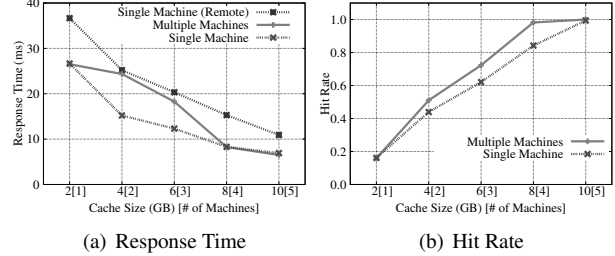 Response Time (ms)
40
30
20
10
0
Single Machine (Remote)
Multiple Machines
Single Machine
2[1] 4[2] 6[3] 8[4] 10[5]
Cache Size (GB) [# of Machines]
(a) Response Time
Hit Rate
1.0
0.8
0.6
0.4
0.2
0.0
Multiple Machines
Single Machine
2[1] 4[2] 6[3] 8[4] 10[5]
Cache Size (GB) [# of Machines]
(b) Hit Rate